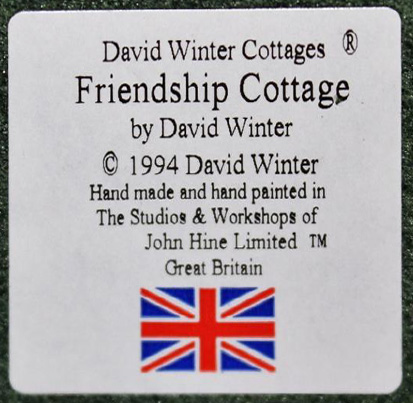 David Winter Cottages ®
Friendship Cottage
by David Winter
© 1994 David Winter
Hand made and hand painted in
The Studios & Workshops of
John Hine Limited TM
Great Britain